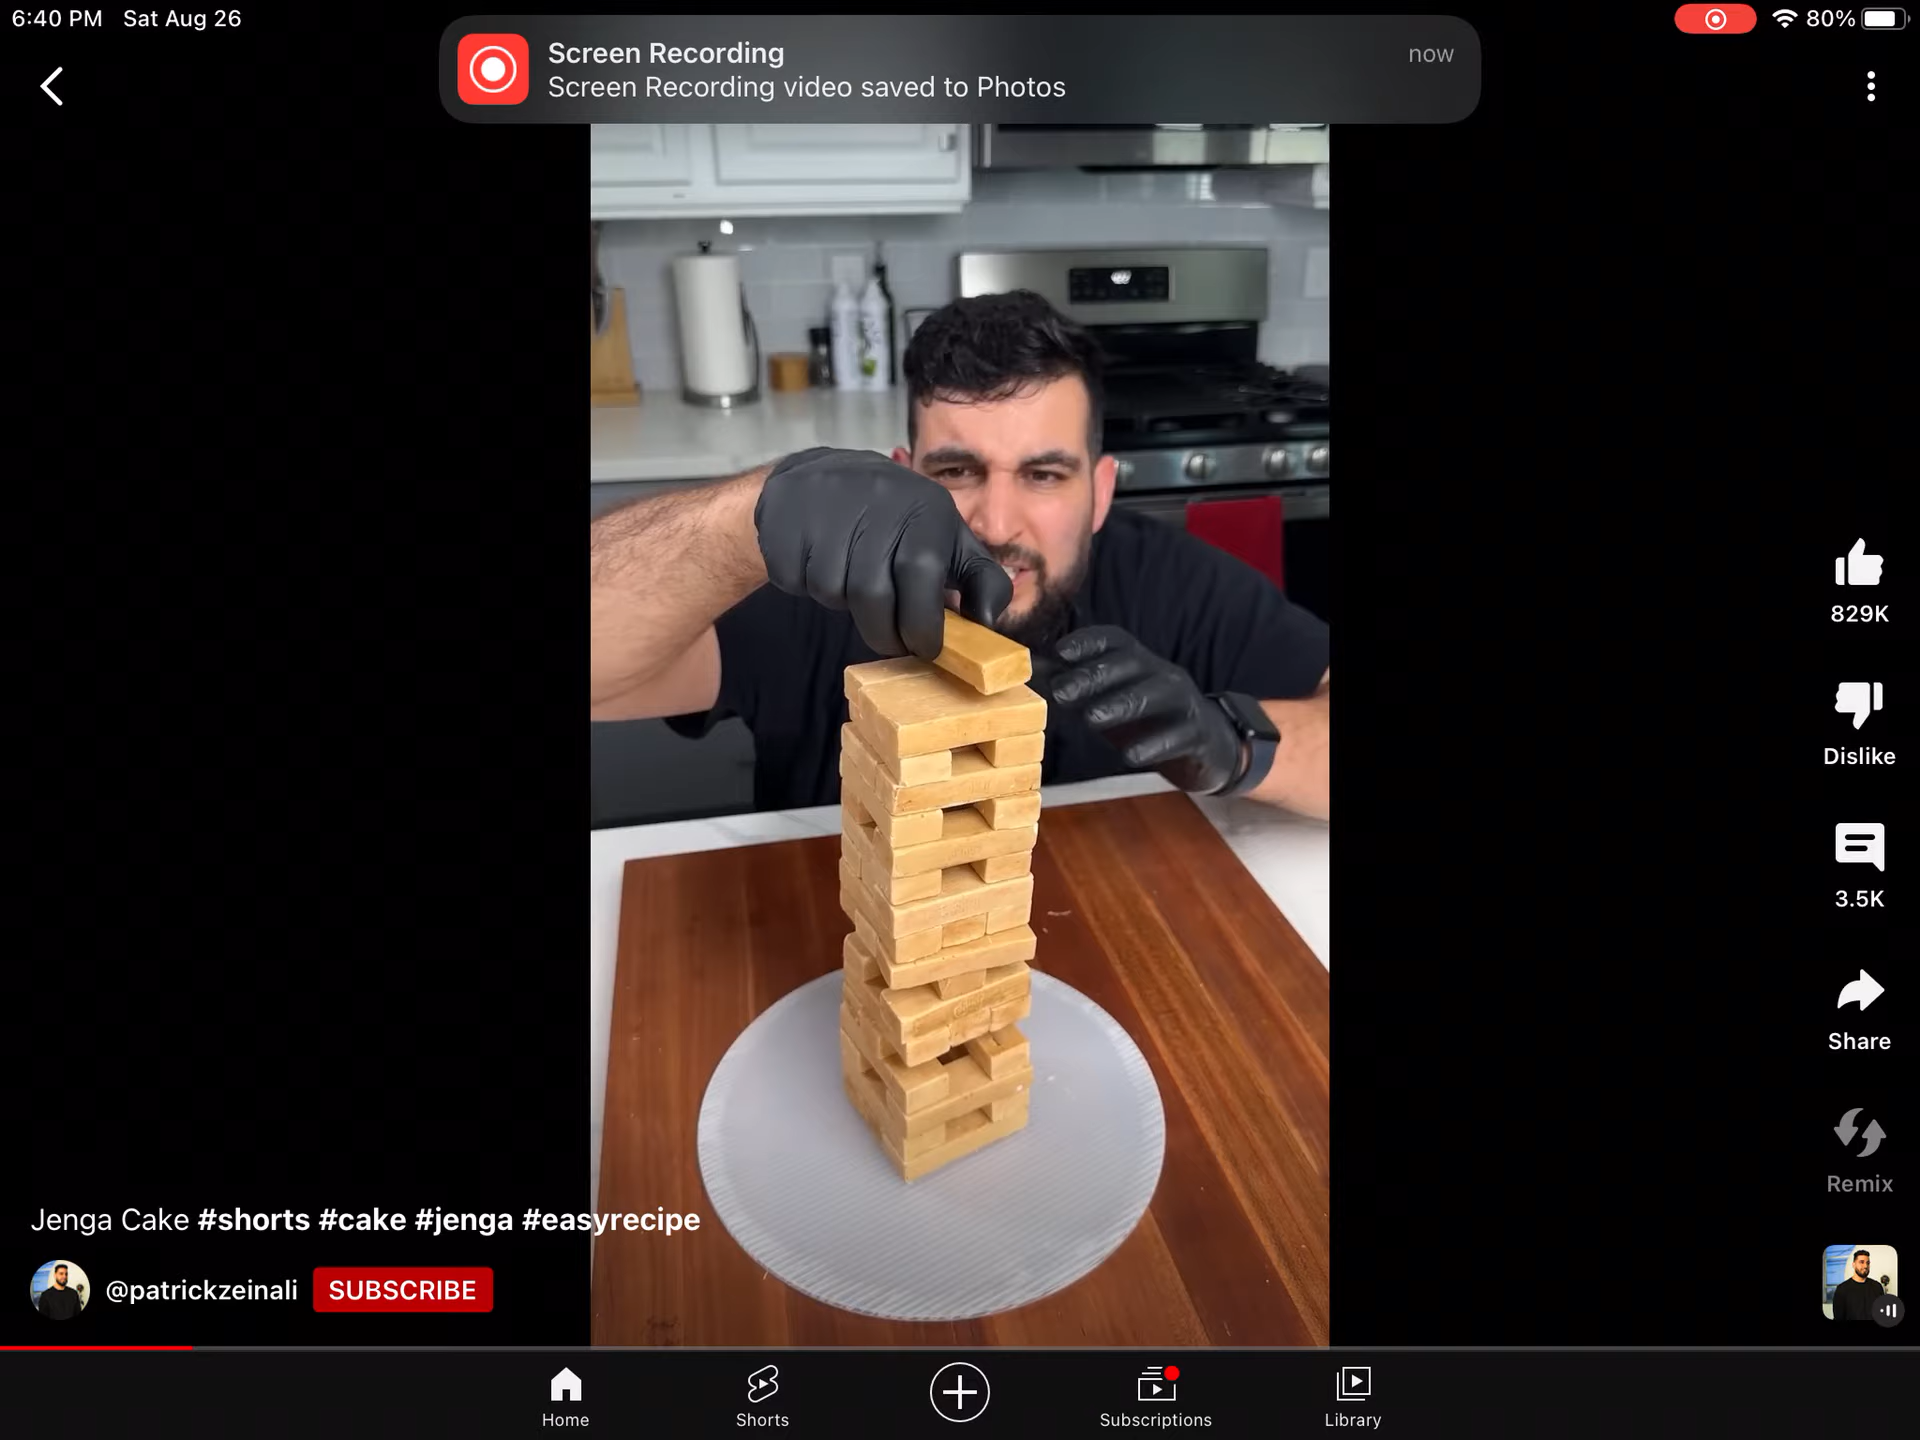 6:40 PM Sat Aug 26
80%
Screen Recording
now
Screen Recording video saved to Photos
829K
Dislike
3.5K
Share
Remix
Jenga Cake #shorts #cake #jenga #easyrecipe
@patrickzeinali SUBSCRIBE
Home
Shorts
Subscriptions
Library